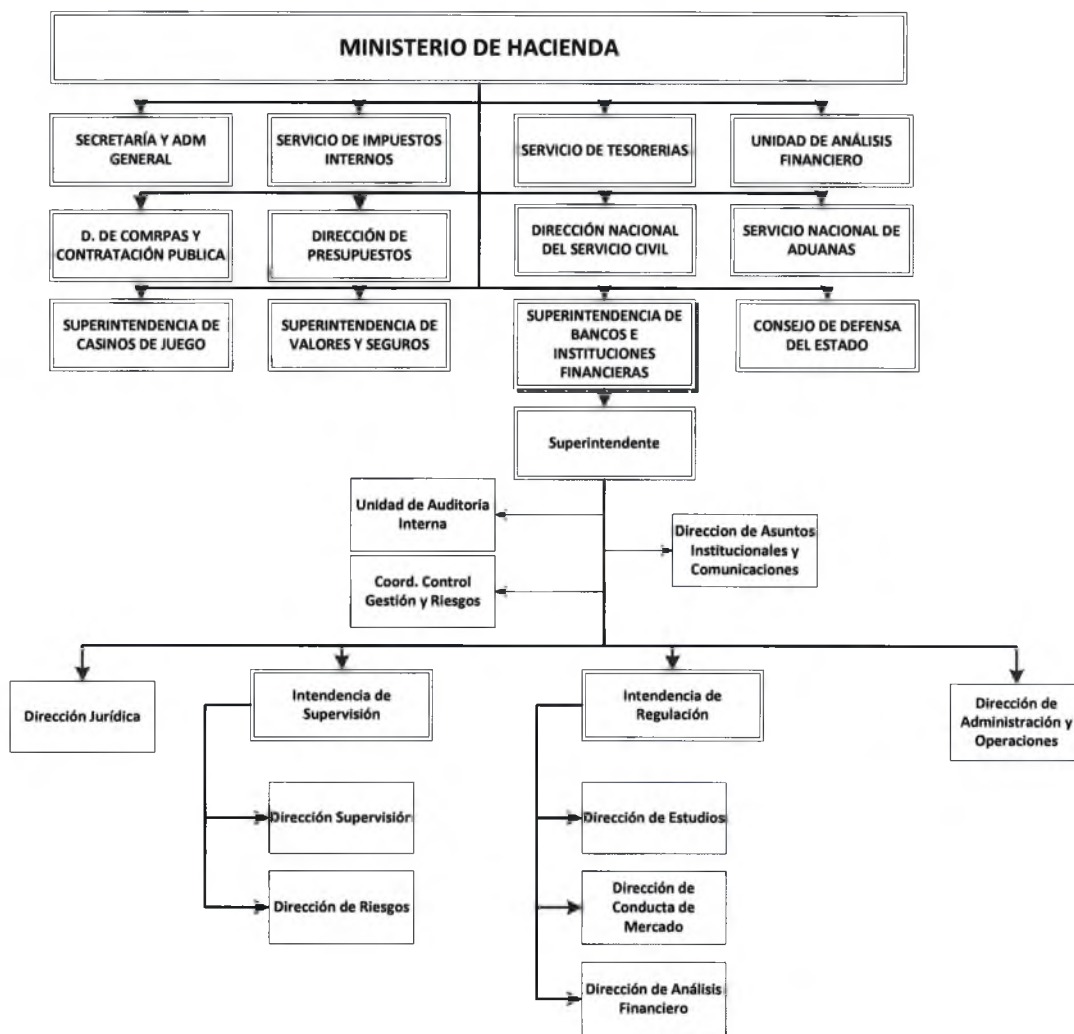 MINISTERIO DE HACIENDA
SECRETARÍA Y ADM
GENERAL
SERVICIO DE IMPUESTOS
INTERNOS
SERVICIO DE TESORERIAS
UNIDAD DE ANÁLISIS
FINANCIERO
D. DE COMRPAS Y
CONTRATACIÓN PUBLICA
DIRECCIÓN DE
PRESUPUESTOS
DIRECCIÓN NACIONAL
DEL SERVICIO CIVIL
SERVICIO NACIONAL DE
ADUANAS
SUPERINTENDENCIA DE
CASINOS DE JUEGO
SUPERINTENDENCIA DE
VALORES Y SEGUROS
SUPERINTENDENCIA DE
BANCOS E
INSTITUCIONES
FINANCIERAS
CONSEJO DE DEFENSA
DEL ESTADO
Superintendente
Unidad de Auditoria
Interna
Direccion de Asuntos
Institucionales y
Comunicaciones
Coord. Control
Gestión y Riesgos
Dirección Jurídica
Intendencia de
Supervisión
Intendencia de
Regulación
Dirección de
Administración y
Operaciones
Dirección Supervisión
Dirección de Riesgos
Dirección de Estudios
Dirección de
Conducta de
Mercado
Dirección de Análisis
Financiero